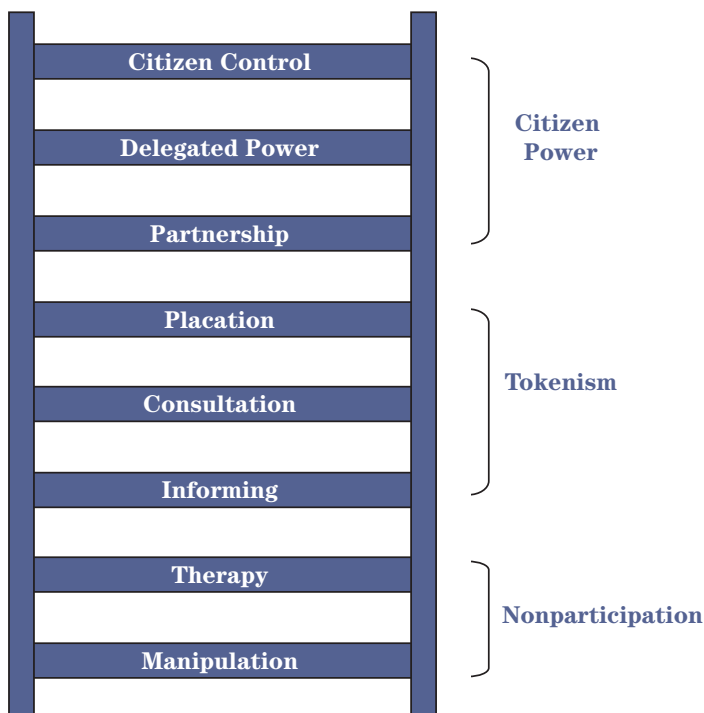 Citizen Control
Delegated Power
Partnership
Citizen
Power
Placation
Consultation
Informing
Tokenism
Therapy
Manipulation
Nonparticipation